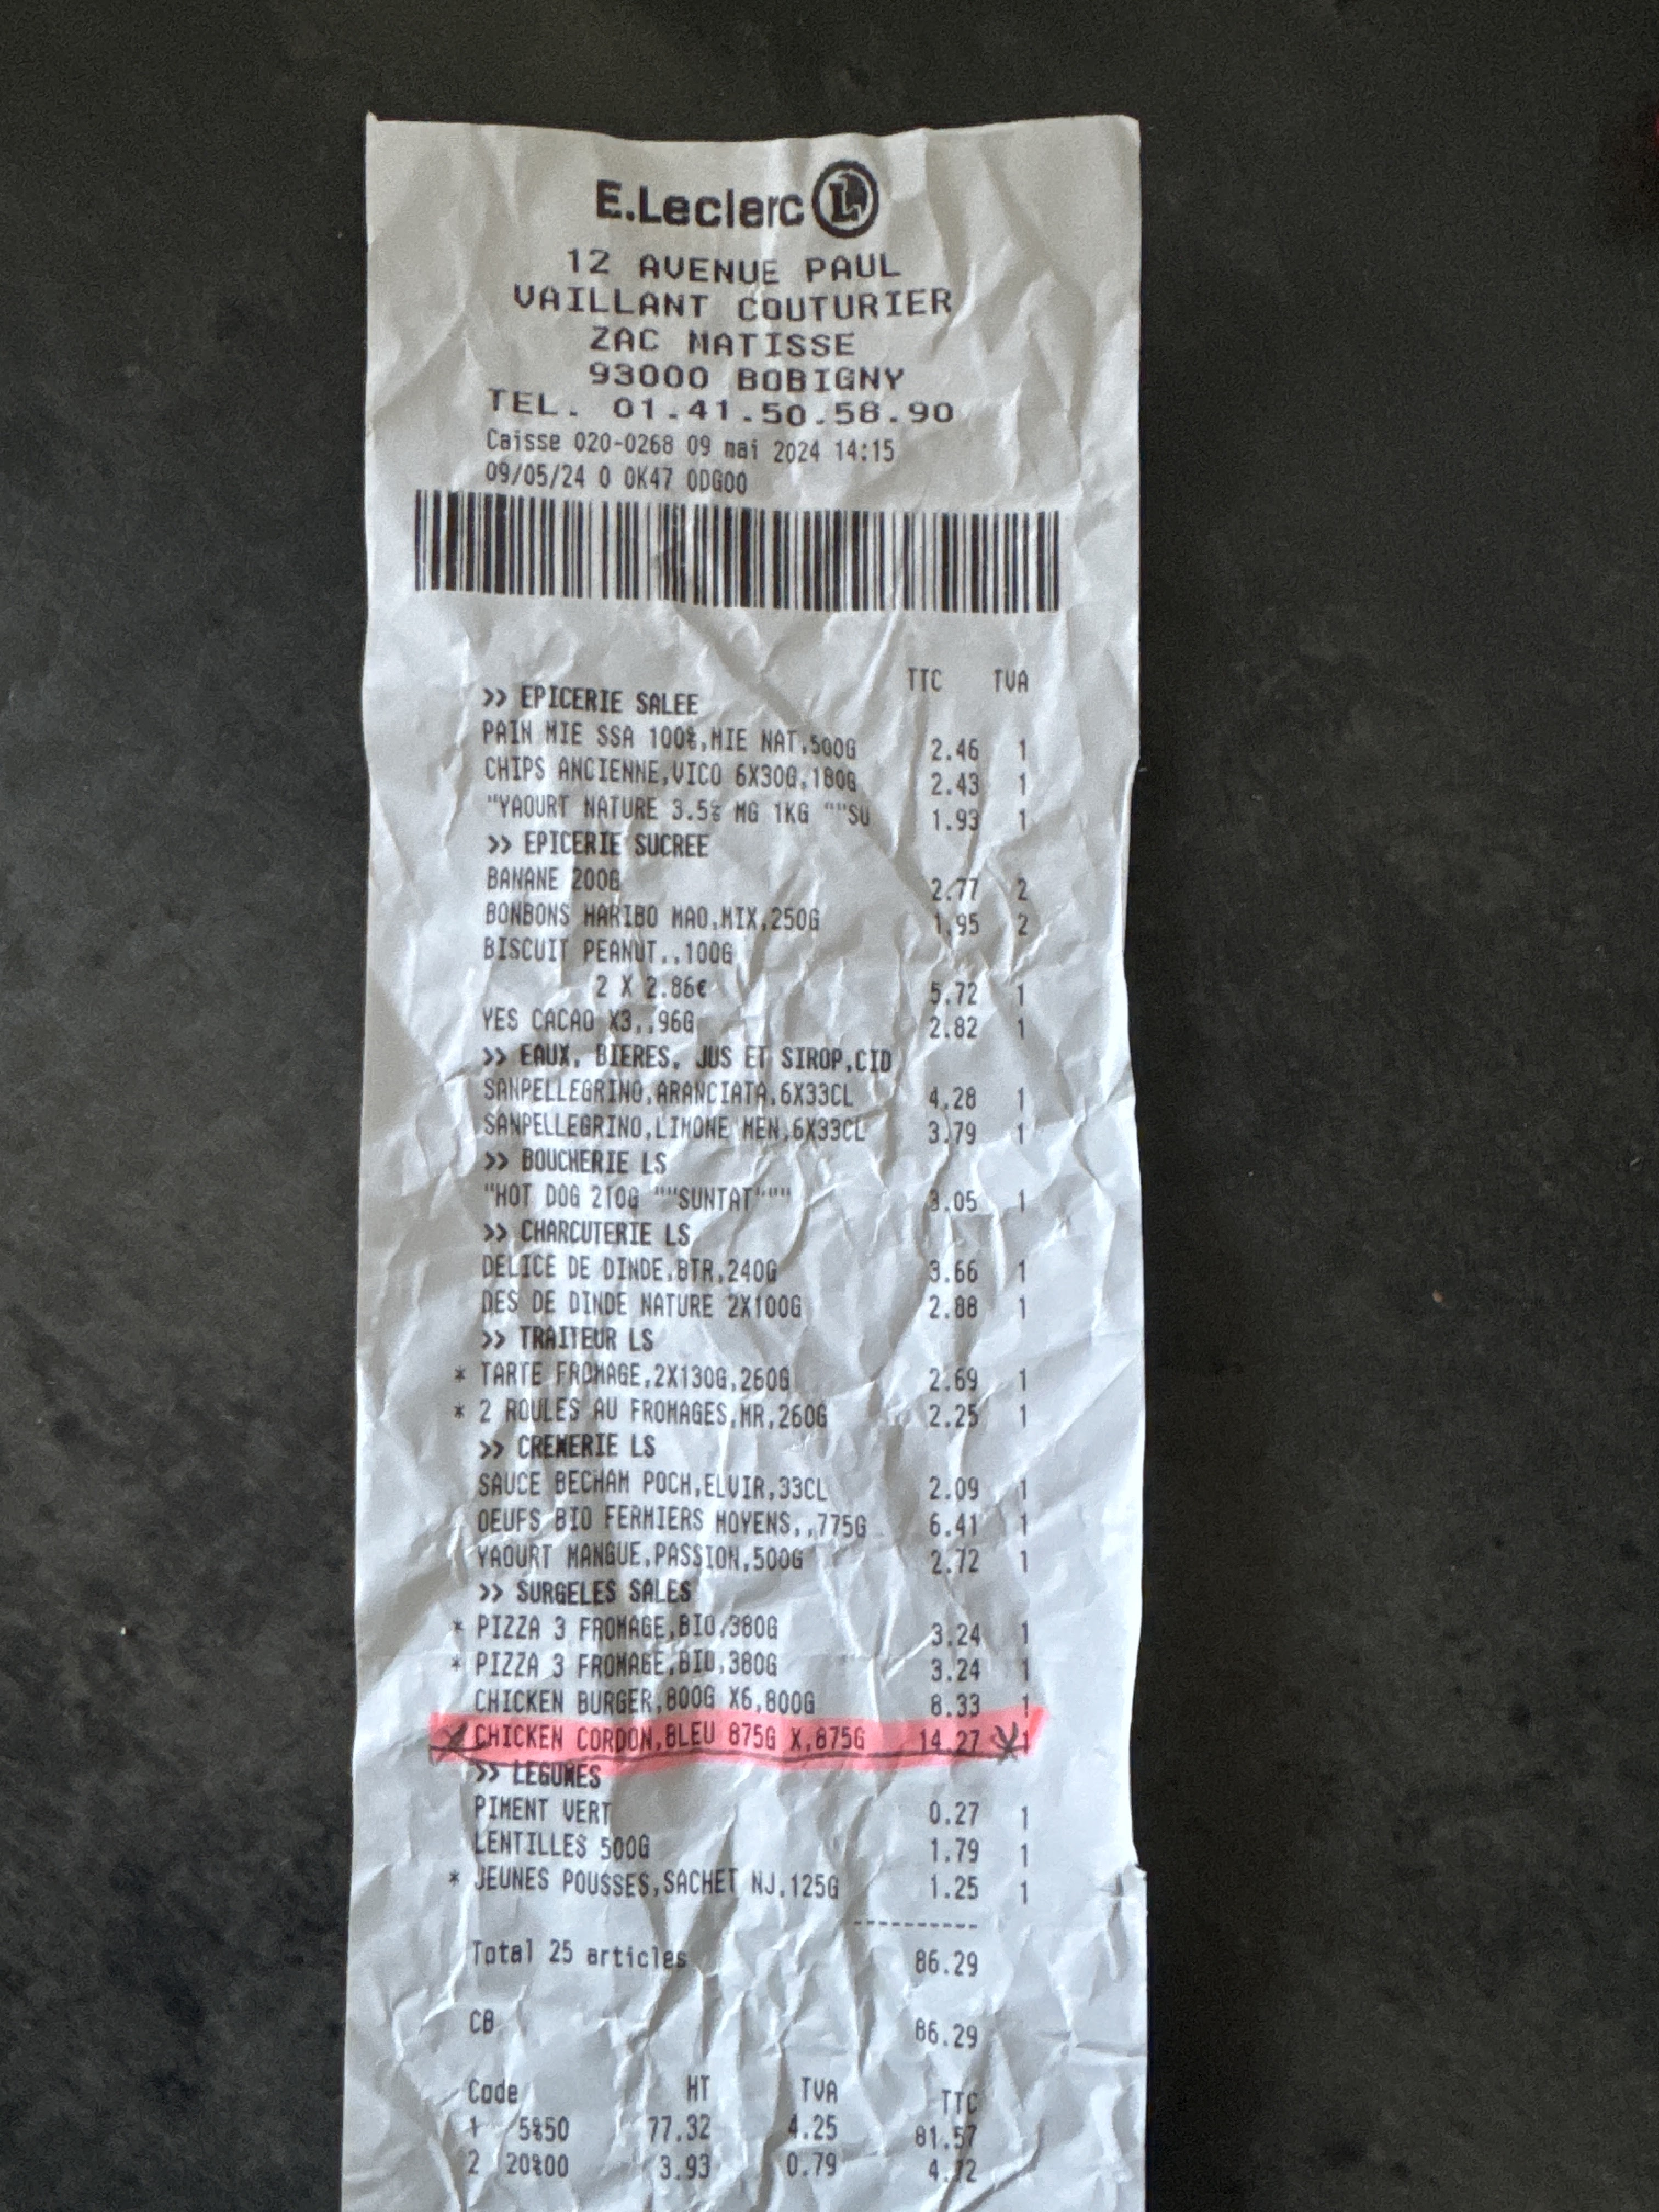 E.Leclerc L
12 AVENUE PAUL
VAILLANT COUTURIER
ZAC MATISSE
93000 BOBIGNY
TEL. 01.41.50.58.90
Caisse 020-0268 09 mai 2024 14:15
09/05/24 0 0K47 0DG00
TTC TVA
>> EPICERIE SALEE
PAIN MIE SSA 100%,MIE NAT,500G 2.46 1
CHIPS ANCIENNE,VICO 6X30G,180G 2.43 1
"YAOURT NATURE 3.5% MG 1KG ""SU 1.93 1
>> EPICERIE SUCREE
BANANE 200G 2.77 2
BONBONS HARIBO MAO,MIX,250G 1.95 2
BISCUIT PEANUT,,100G
2 X 2.86€ 5.72 1
YES CACAO X3,,96G 2.82 1
>> EAUX, BIERES, JUS ET SIROP,CID
SANPELLEGRINO,ARANCIATA,6X33CL 4.28 1
SANPELLEGRINO,LIMONE MEN,6X33CL 3.79 1
>> BOUCHERIE LS
"HOT DOG 210G ""SUNTAT""" 3.05 1
>> CHARCUTERIE LS
DELICE DE DINDE,BTR,240G 3.66 1
DES DE DINDE NATURE 2X100G 2.88 1
>> TRAITEUR LS
* TARTE FROMAGE,2X130G,260G 2.69 1
* 2 ROULES AU FROMAGES,MR,260G 2.25 1
>> CREMERIE LS
SAUCE BECHAM POCH,ELVIR,33CL 2.09 1
OEUFS BIO FERMIERS MOYENS,,775G 6.41 1
YAOURT MANGUE,PASSION,500G 2.72 1
>> SURGELES SALES
* PIZZA 3 FROMAGE,BIO,380G 3.24 1
* PIZZA 3 FROMAGE,BIO,380G 3.24 1
CHICKEN BURGER,800G X6,800G 8.33 1
CHICKEN CORDON,BLEU 875G X,875G 14.27 1
>> LEGUMES
PIMENT VERT 0.27 1
LENTILLES 500G 1.79 1
* JEUNES POUSSES,SACHET NJ,125G 1.25 1
----------
Total 25 articles 86.29
CB 86.29
Code HT TVA TTC
1 5%50 77.32 4.25 81.57
2 20%00 3.93 0.79 4.72